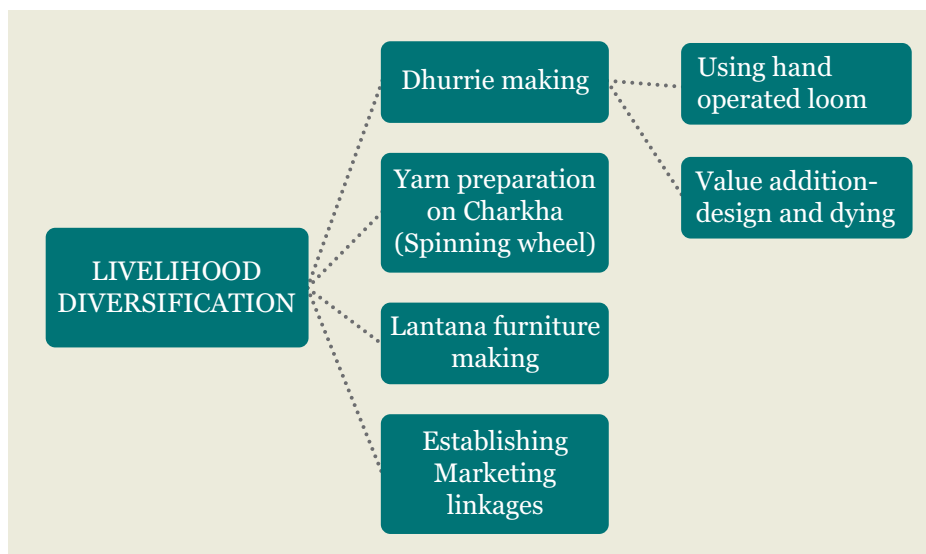 LIVELIHOOD
DIVERSIFICATION
Dhurrie making
Using hand
operated loom
Value addition-
design and dying
Yarn preparation
on Charkha
(Spinning wheel)
Lantana furniture
making
Establishing
Marketing
linkages